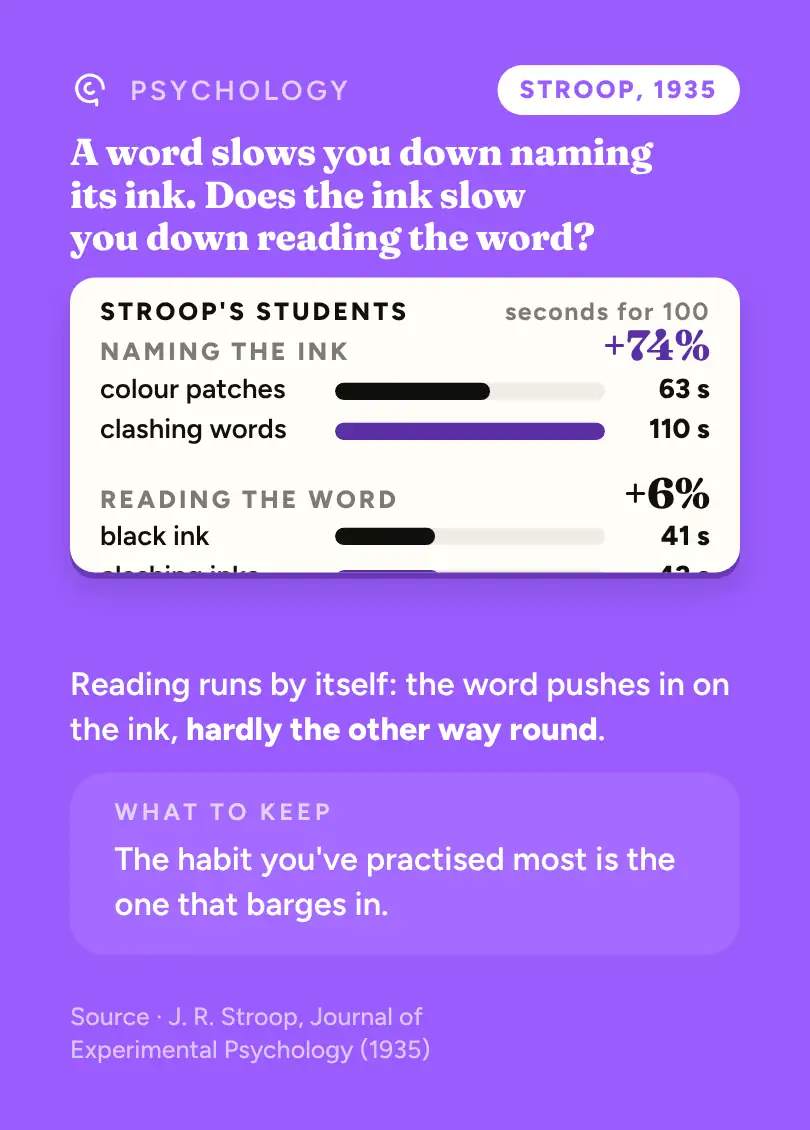 PSYCHOLOGY
STROOP, 1935
A word slows you down naming
its ink. Does the ink slow
you down reading the word?
STROOP'S STUDENTS seconds for 100
NAMING THE INK +74%
colour patches 63 s
clashing words 110 s
READING THE WORD +6%
black ink 41 s
Reading runs by itself: the word pushes in on
the ink, hardly the other way round.
WHAT TO KEEP
The habit you've practised most is the
one that barges in.
Source · J. R. Stroop, Journal of
Experimental Psychology (1935)